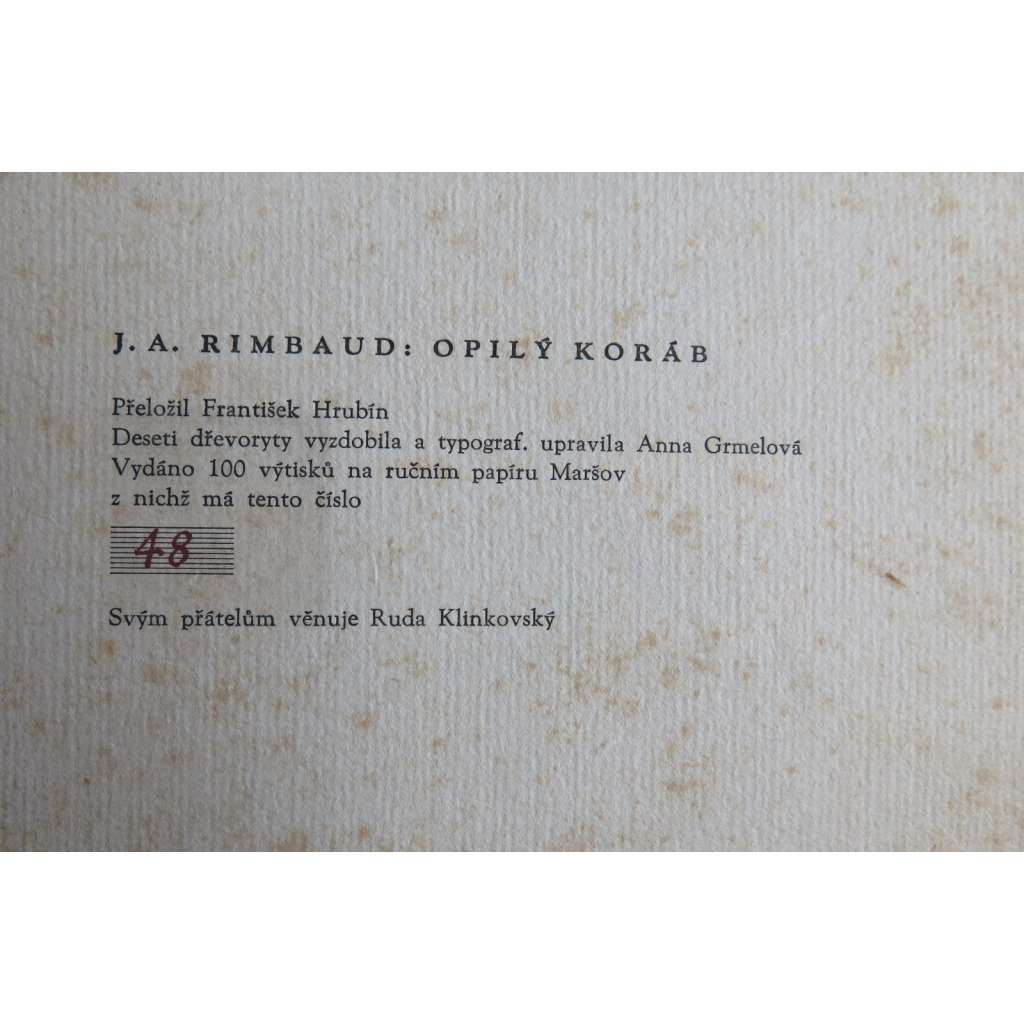 J. A. RIMBAUD: OPILÝ KORÁB
Přeložil František Hrubín
Deseti dřevoryty vyzdobila a typograf. upravila Anna Grmelová
Vydáno 100 výtisků na ručním papíru Maršov
z nichž má tento číslo
48
Svým přátelům věnuje Ruda Klinkovský